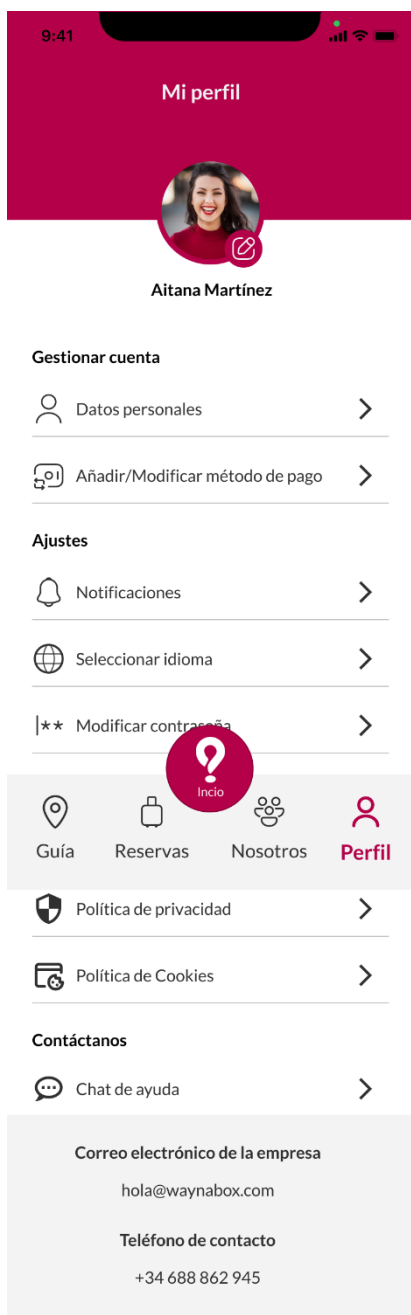 9:41
Mi perfil
Aitana Martínez
Gestionar cuenta
Datos personales
Añadir/Modificar método de pago
Ajustes
Notificaciones
Seleccionar idioma
|** Modificar contraseña
Incio
Guía
Reservas
Nosotros
Perfil
Política de privacidad
Política de Cookies
Contáctanos
Chat de ayuda
Correo electrónico de la empresa
hola@waynabox.com
Teléfono de contacto
+34 688 862 945